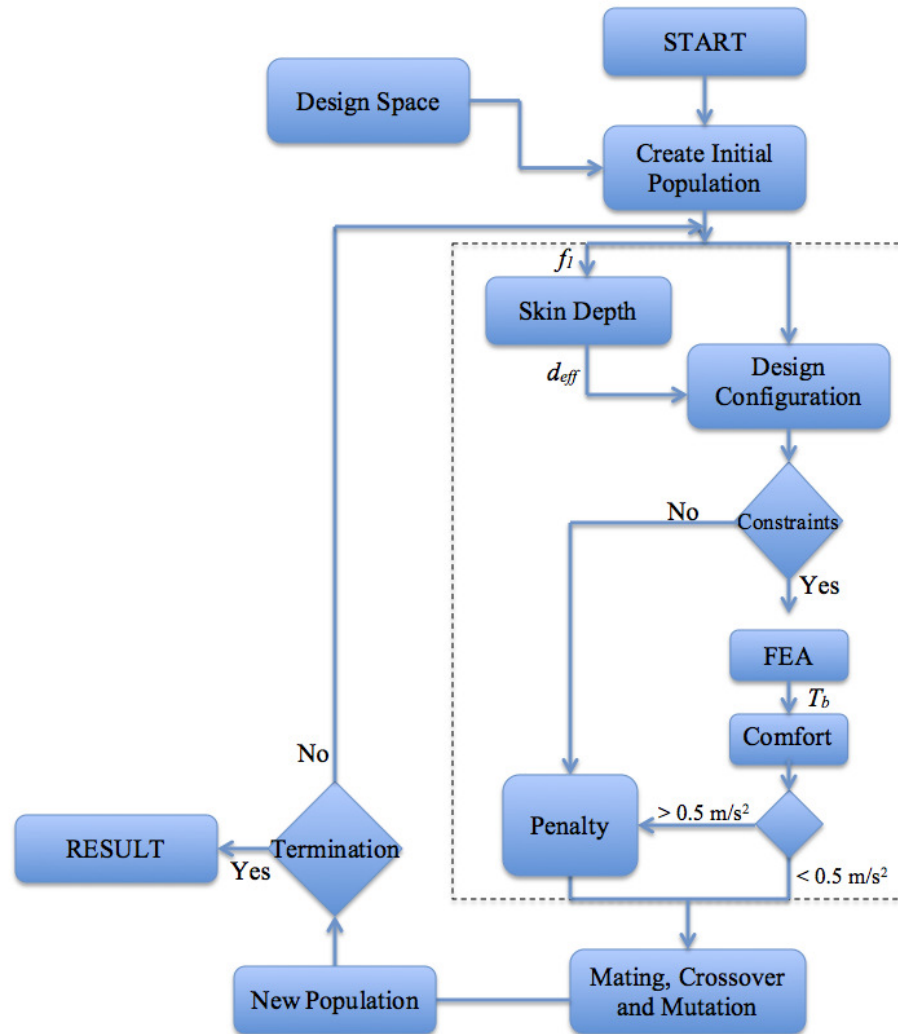 START
Design Space
Create Initial
Population
f1
Skin Depth
deff
Design
Configuration
No
Constraints
Yes
FEA
Tb
Comfort
No
Penalty
> 0.5 m/s²
RESULT
Yes
Termination
< 0.5 m/s²
New Population
Mating, Crossover
and Mutation